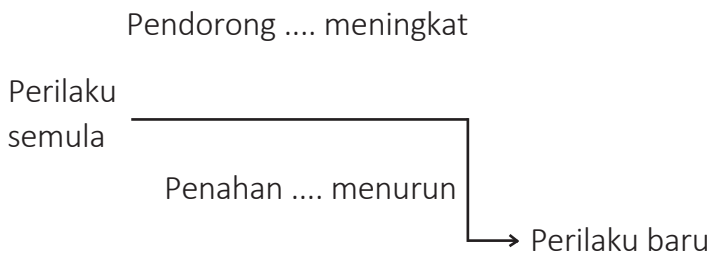 Pendorong .... meningkat
Perilaku
semula
Penahan .... menurun
Perilaku baru